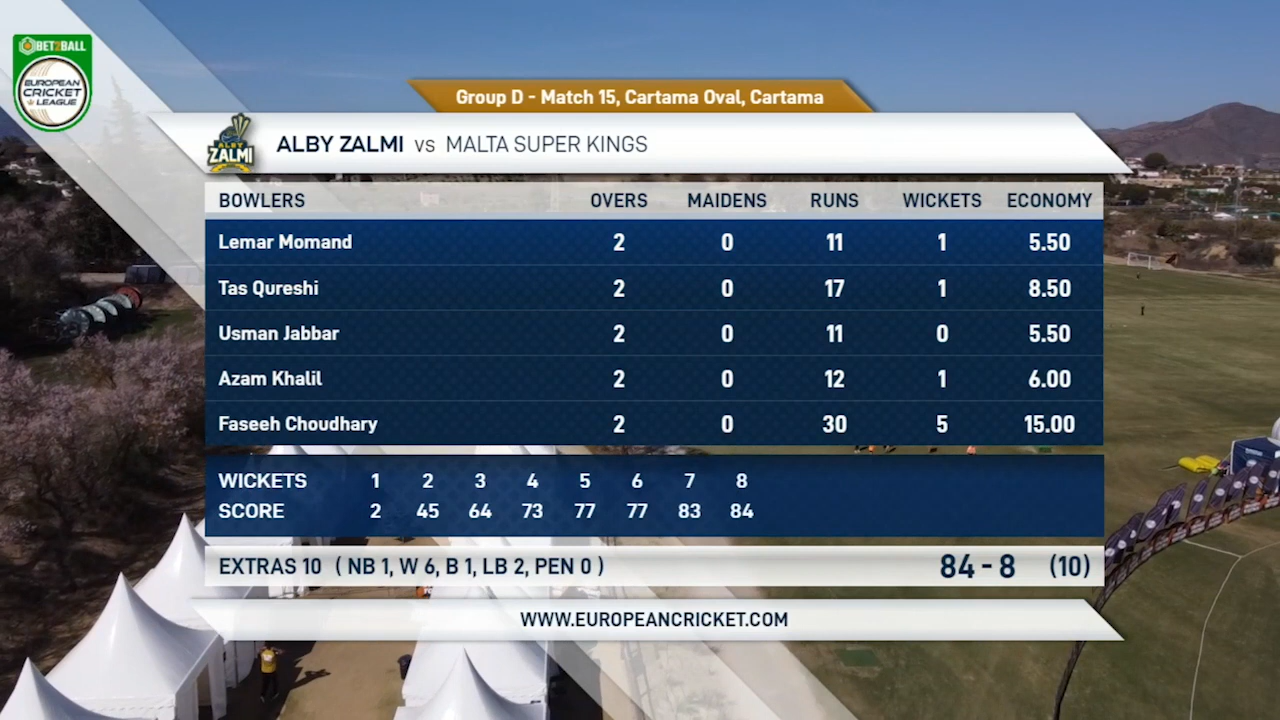 BET2BALL
EUROPEAN
CRICKET
LEAGUE
Group D - Match 15, Cartama Oval, Cartama
ALBY
ZALMI
ALBY ZALMI vs MALTA SUPER KINGS
BOWLERS OVERS MAIDENS RUNS WICKETS ECONOMY
Lemar Momand 2 0 11 1 5.50
Tas Qureshi 2 0 17 1 8.50
Usman Jabbar 2 0 11 0 5.50
Azam Khalil 2 0 12 1 6.00
Faseeh Choudhary 2 0 30 5 15.00
WICKETS 1 2 3 4 5 6 7 8
SCORE 2 45 64 73 77 77 83 84
EXTRAS 10 ( NB 1, W 6, B 1, LB 2, PEN 0 ) 84 - 8 (10)
WWW.EUROPEANCRICKET.COM